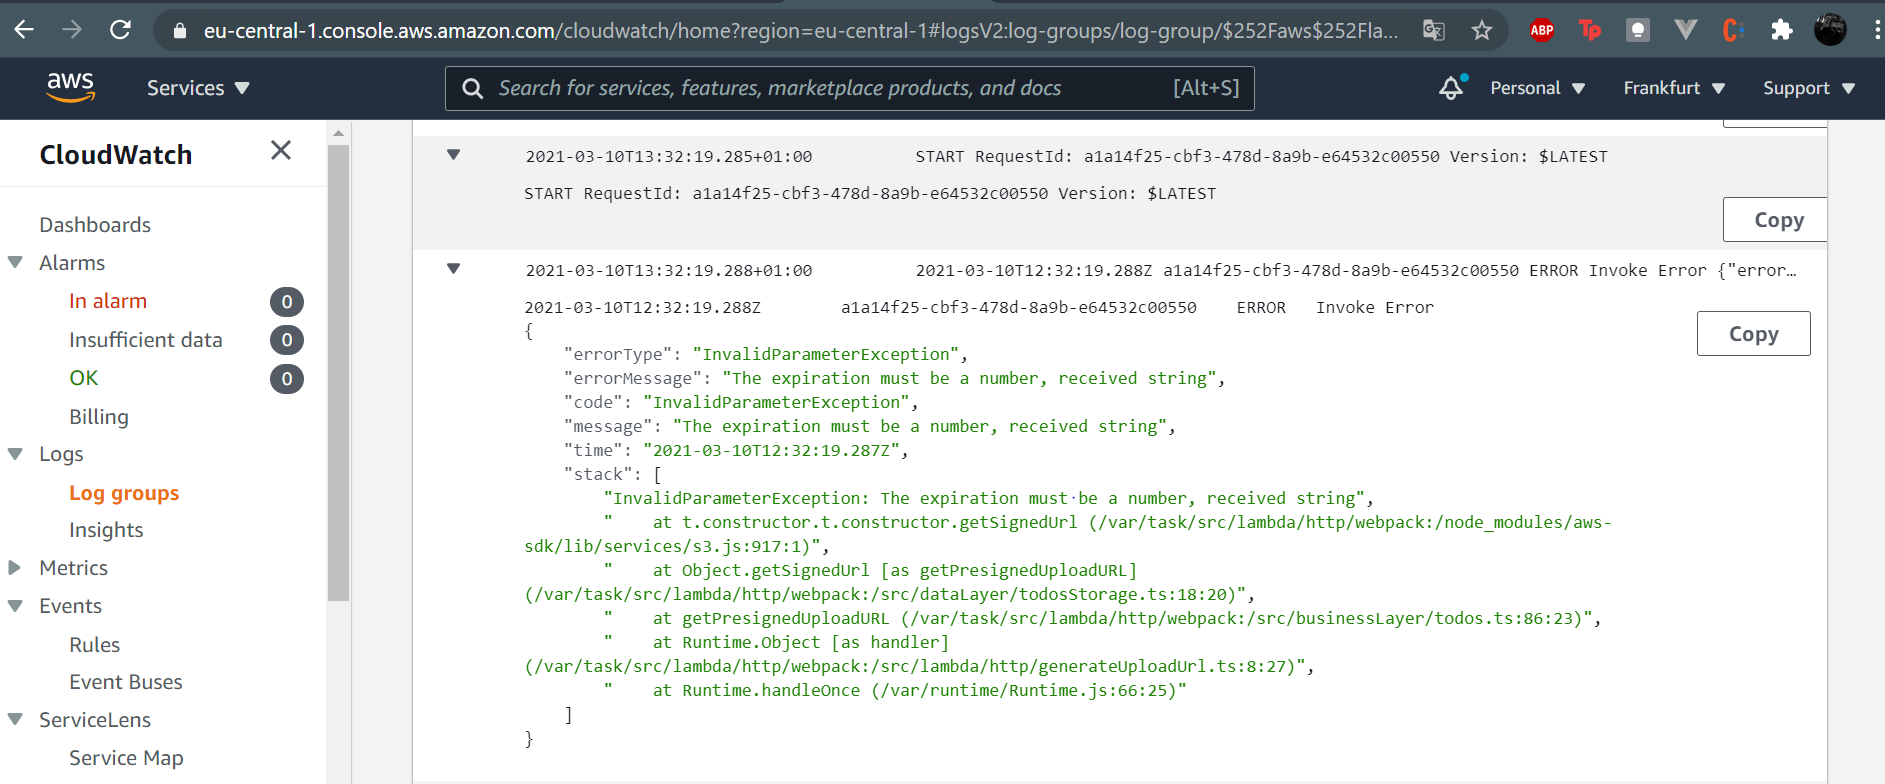 eu-central-1.console.aws.amazon.com/cloudwatch/home?region=eu-central-1#logsV2:log-groups/log-group/$252Faws$252Fla...
ABP
Tp
aws
Services
Search for services, features, marketplace products, and docs
[Alt+S]
Personal
Frankfurt
Support
CloudWatch
Dashboards
Alarms
In alarm 0
Insufficient data 0
OK 0
Billing
Logs
Log groups
Insights
Metrics
Events
Rules
Event Buses
ServiceLens
Service Map
2021-03-10T13:32:19.285+01:00 START RequestId: a1a14f25-cbf3-478d-8a9b-e64532c00550 Version: $LATEST
START RequestId: a1a14f25-cbf3-478d-8a9b-e64532c00550 Version: $LATEST
Copy
2021-03-10T13:32:19.288+01:00 2021-03-10T12:32:19.288Z a1a14f25-cbf3-478d-8a9b-e64532c00550 ERROR Invoke Error {"error…
2021-03-10T12:32:19.288Z a1a14f25-cbf3-478d-8a9b-e64532c00550 ERROR Invoke Error
Copy
{
"errorType": "InvalidParameterException",
"errorMessage": "The expiration must be a number, received string",
"code": "InvalidParameterException",
"message": "The expiration must be a number, received string",
"time": "2021-03-10T12:32:19.287Z",
"stack": [
"InvalidParameterException: The expiration must be a number, received string",
" at t.constructor.t.constructor.getSignedUrl (/var/task/src/lambda/http/webpack:/node_modules/aws-
sdk/lib/services/s3.js:917:1)",
" at Object.getSignedUrl [as getPresignedUploadURL]
(/var/task/src/lambda/http/webpack:/src/dataLayer/todosStorage.ts:18:20)",
" at getPresignedUploadURL (/var/task/src/lambda/http/webpack:/src/businessLayer/todos.ts:86:23)",
" at Runtime.Object [as handler]
(/var/task/src/lambda/http/webpack:/src/lambda/http/generateUploadUrl.ts:8:27)",
" at Runtime.handleOnce (/var/runtime/Runtime.js:66:25)"
]
}